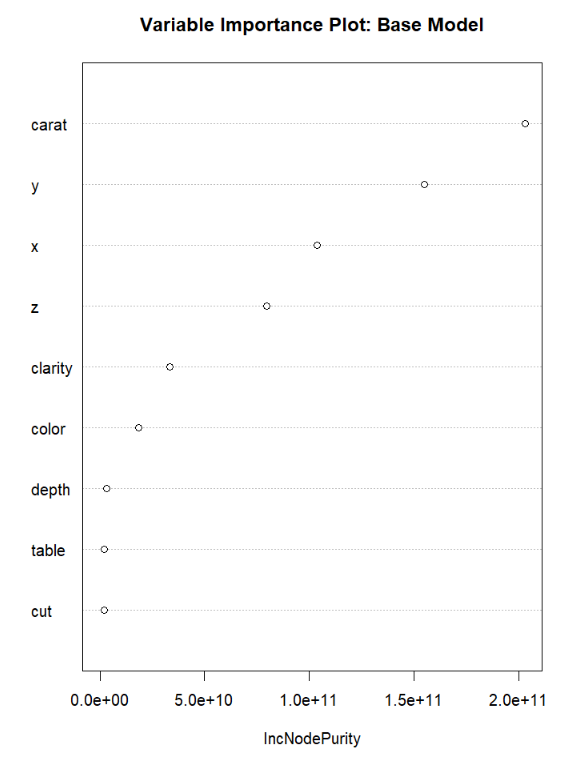 Variable Importance Plot: Base Model
carat
y
x
z
clarity
color
depth
table
cut
0.0e+00 5.0e+10 1.0e+11 1.5e+11 2.0e+11
IncNodePurity